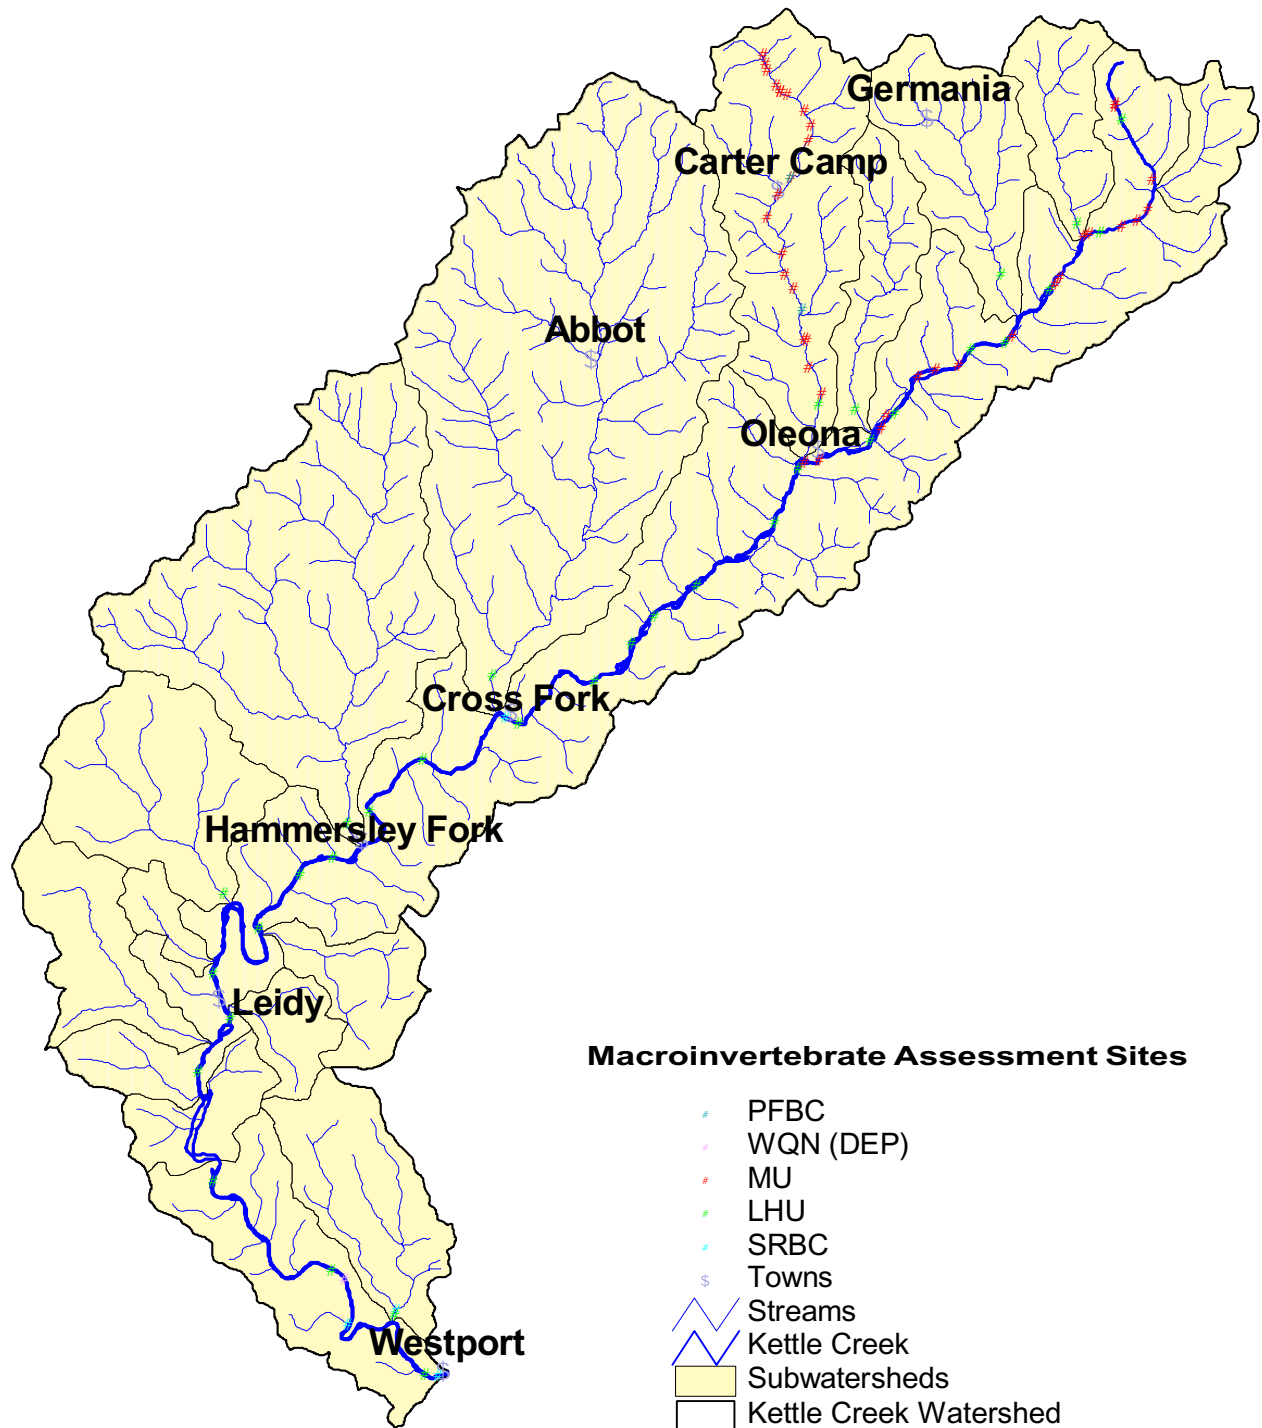 Germania
Carter Camp
Abbot
Oleona
Cross Fork
Hammersley Fork
Leidy
Westport
Macroinvertebrate Assessment Sites
# PFBC
# WQN (DEP)
# MU
# LHU
# SRBC
$ Towns
Streams
Kettle Creek
Subwatersheds
Kettle Creek Watershed